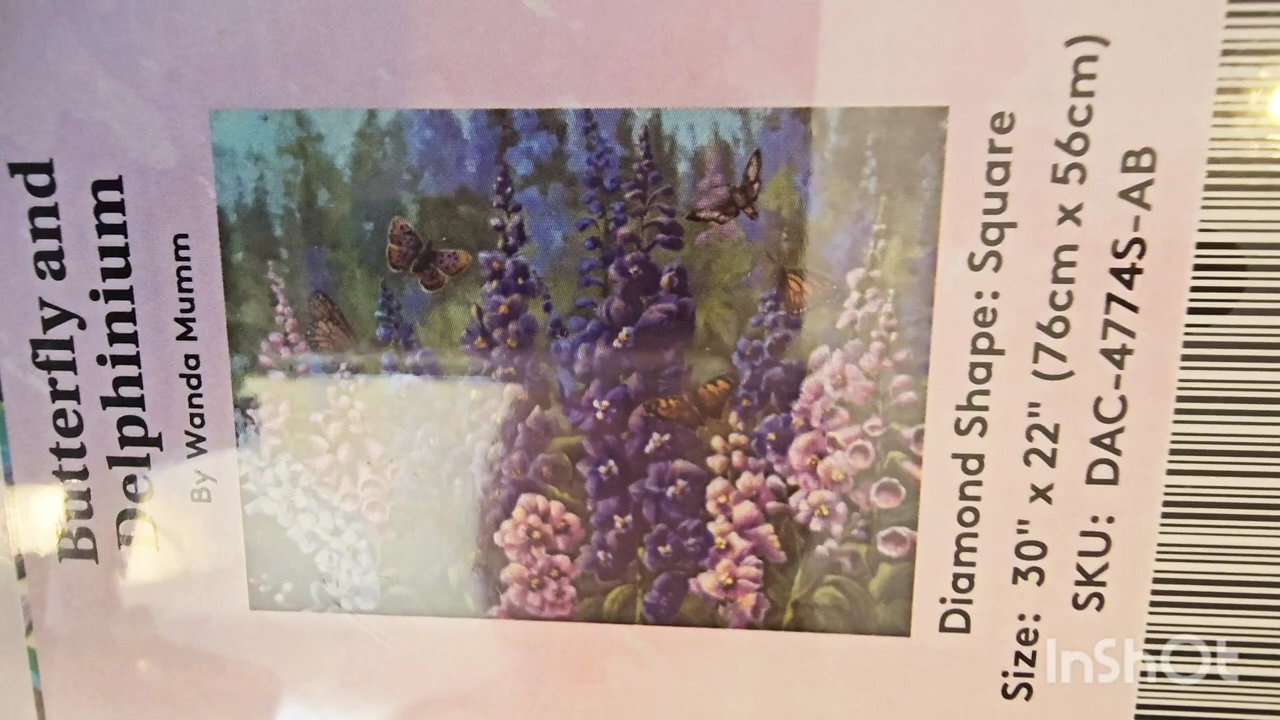 Butterfly and
Delphinium
By Wanda Mumm
Diamond Shape: Square
Size: 30" x 22" (76cm x 56cm)
SKU: DAC-4774S-AB
InShOt